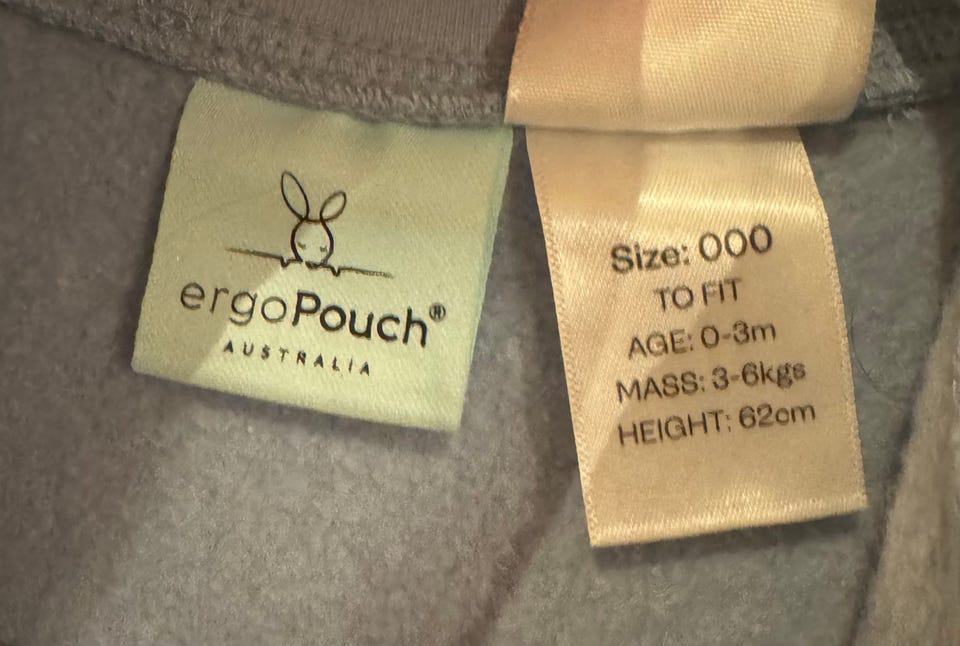 ergoPouch®
AUSTRALIA
Size: 000
TO FIT
AGE: 0-3m
MASS: 3-6kgs
HEIGHT: 62cm